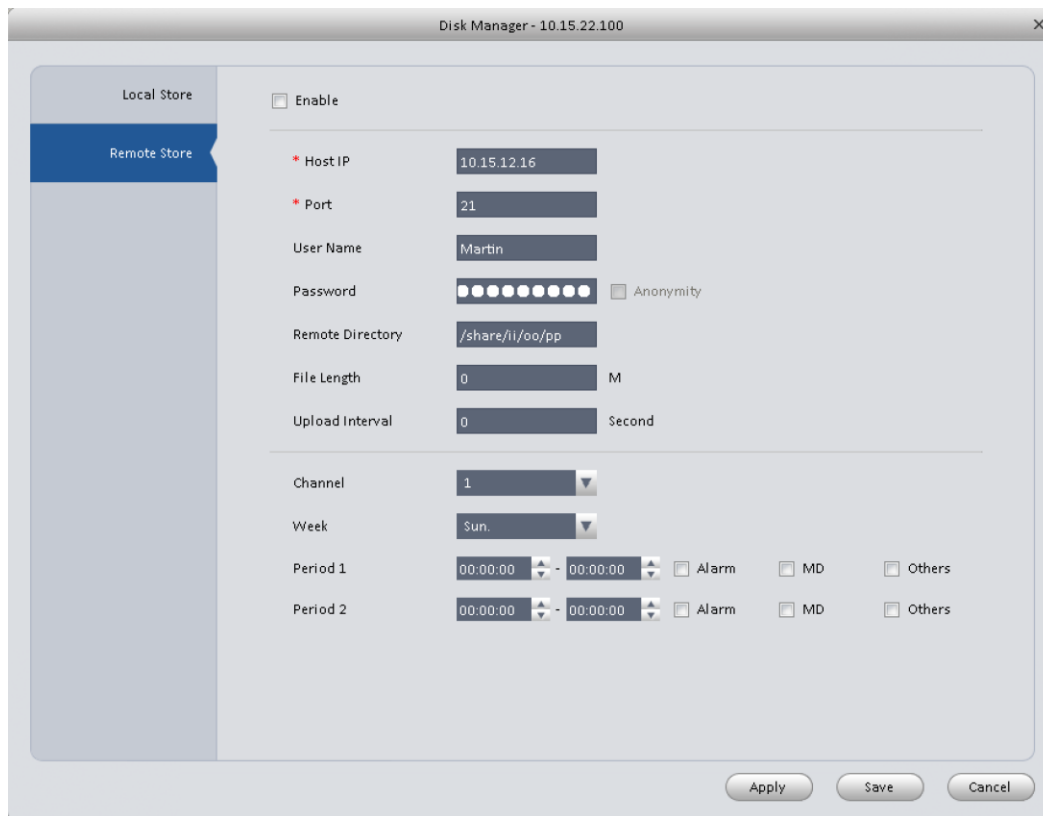 Disk Manager - 10.15.22.100
Local Store
Remote Store
Enable
* Host IP 10.15.12.16
* Port 21
User Name Martin
Password Anonymity
Remote Directory /share/ii/oo/pp
File Length 0 M
Upload Interval 0 Second
Channel 1
Week Sun.
Period 1 00:00:00 - 00:00:00 Alarm MD Others
Period 2 00:00:00 - 00:00:00 Alarm MD Others
Apply Save Cancel